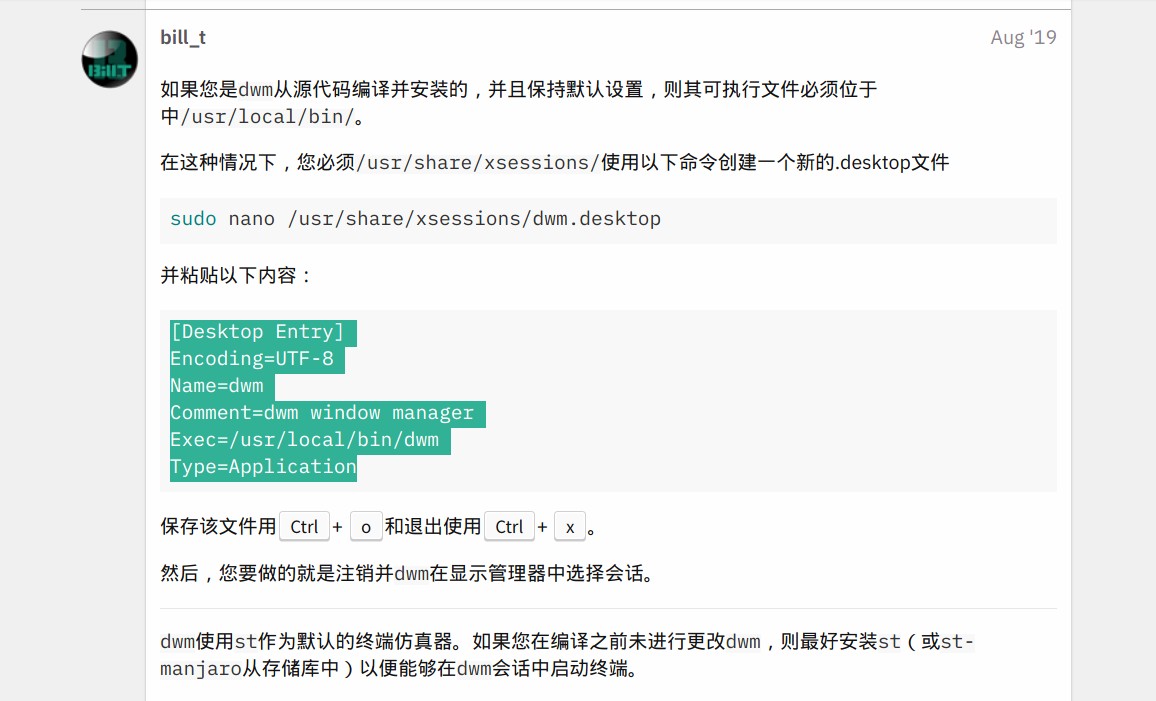 bill_t
Aug '19
BillT
如果您是dwm从源代码编译并安装的，并且保持默认设置，则其可执行文件必须位于
中/usr/local/bin/。
在这种情况下，您必须/usr/share/xsessions/使用以下命令创建一个新的.desktop文件
sudo nano /usr/share/xsessions/dwm.desktop
并粘贴以下内容：
[Desktop Entry]
Encoding=UTF-8
Name=dwm
Comment=dwm window manager
Exec=/usr/local/bin/dwm
Type=Application
保存该文件用 Ctrl + o 和退出使用 Ctrl + x 。
然后，您要做的就是注销并dwm在显示管理器中选择会话。
dwm使用st作为默认的终端仿真器。如果您在编译之前未进行更改dwm，则最好安装st（或st-
manjaro从存储库中）以便能够在dwm会话中启动终端。